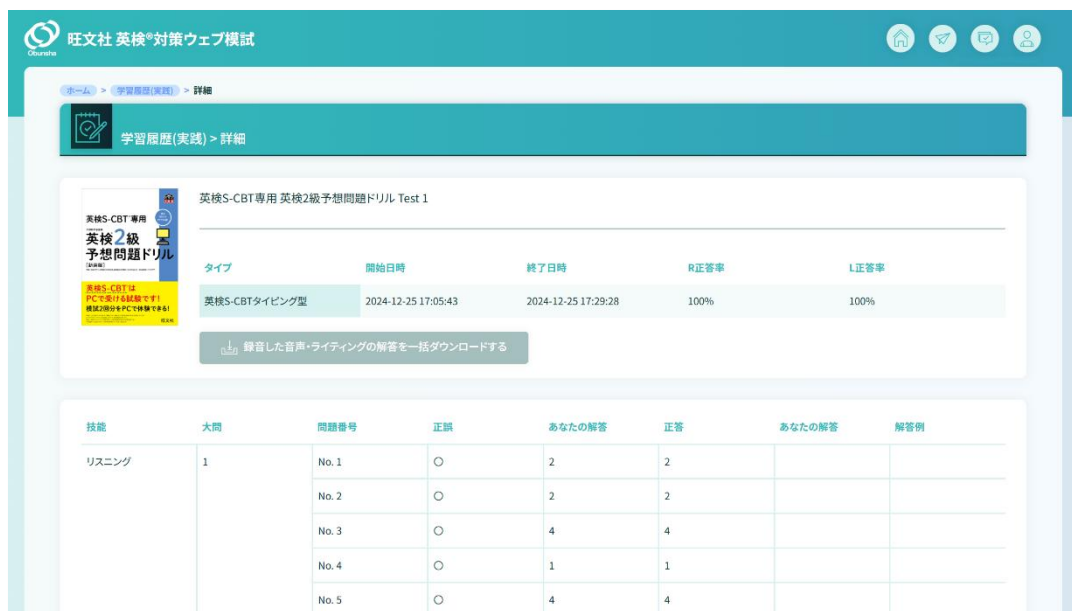 Obunsha
旺文社 英検®対策ウェブ模試
ホーム > 学習履歴(実践) > 詳細
学習履歴(実践) > 詳細
英検S-CBT専用
英検2級
予想問題ドリル
英検S-CBTは
PCで受ける試験です!
模試2回分をPCで体験できる!
旺文社
英検S-CBT専用 英検2級予想問題ドリル Test 1
タイプ 開始日時 終了日時 R正答率 L正答率
英検S-CBTタイピング型 2024-12-25 17:05:43 2024-12-25 17:29:28 100% 100%
録音した音声・ライティングの解答を一括ダウンロードする
技能 大問 問題番号 正誤 あなたの解答 正答 あなたの解答 解答例
リスニング 1 No. 1 〇 2 2
No. 2 〇 2 2
No. 3 〇 4 4
No. 4 〇 1 1
No. 5 〇 4 4